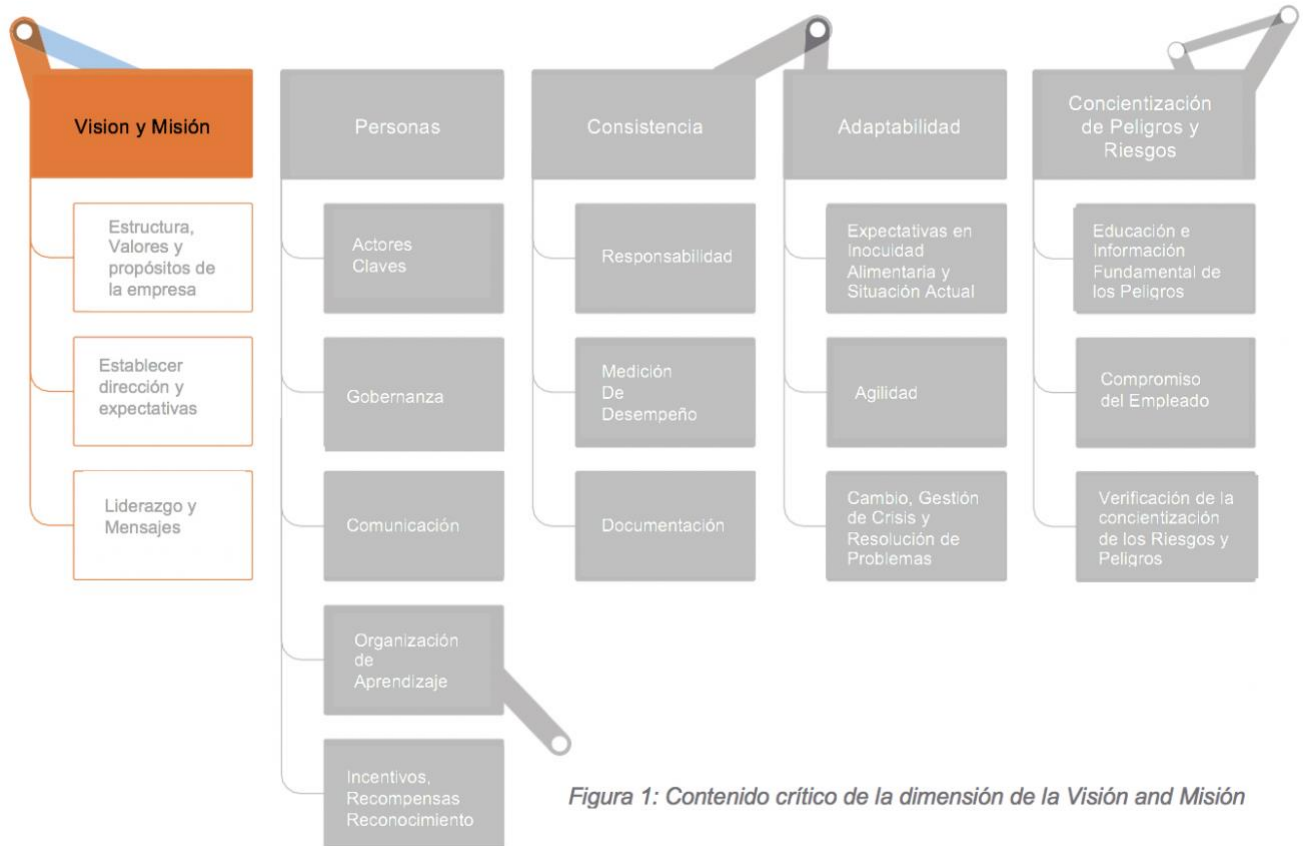 Vision y Misión
Estructura,
Valores y
propósitos de
la empresa
Establecer
dirección y
expectativas
Liderazgo y
Mensajes
Personas
Actores
Claves
Gobernanza
Comunicación
Organización
de
Aprendizaje
Incentivos,
Recompensas
Reconocimiento
Consistencia
Responsabilidad
Medición
De
Desempeño
Documentación
Adaptabilidad
Expectativas en
Inocuidad
Alimentaria y
Situación Actual
Agilidad
Cambio, Gestión
de Crisis y
Resolución de
Problemas
Concientización
de Peligros y
Riesgos
Educación e
Información
Fundamental de
los Peligros
Compromiso
del Empleado
Verificación de la
concientización
de los Riesgos y
Peligros
Figura 1: Contenido crítico de la dimensión de la Visión and Misión